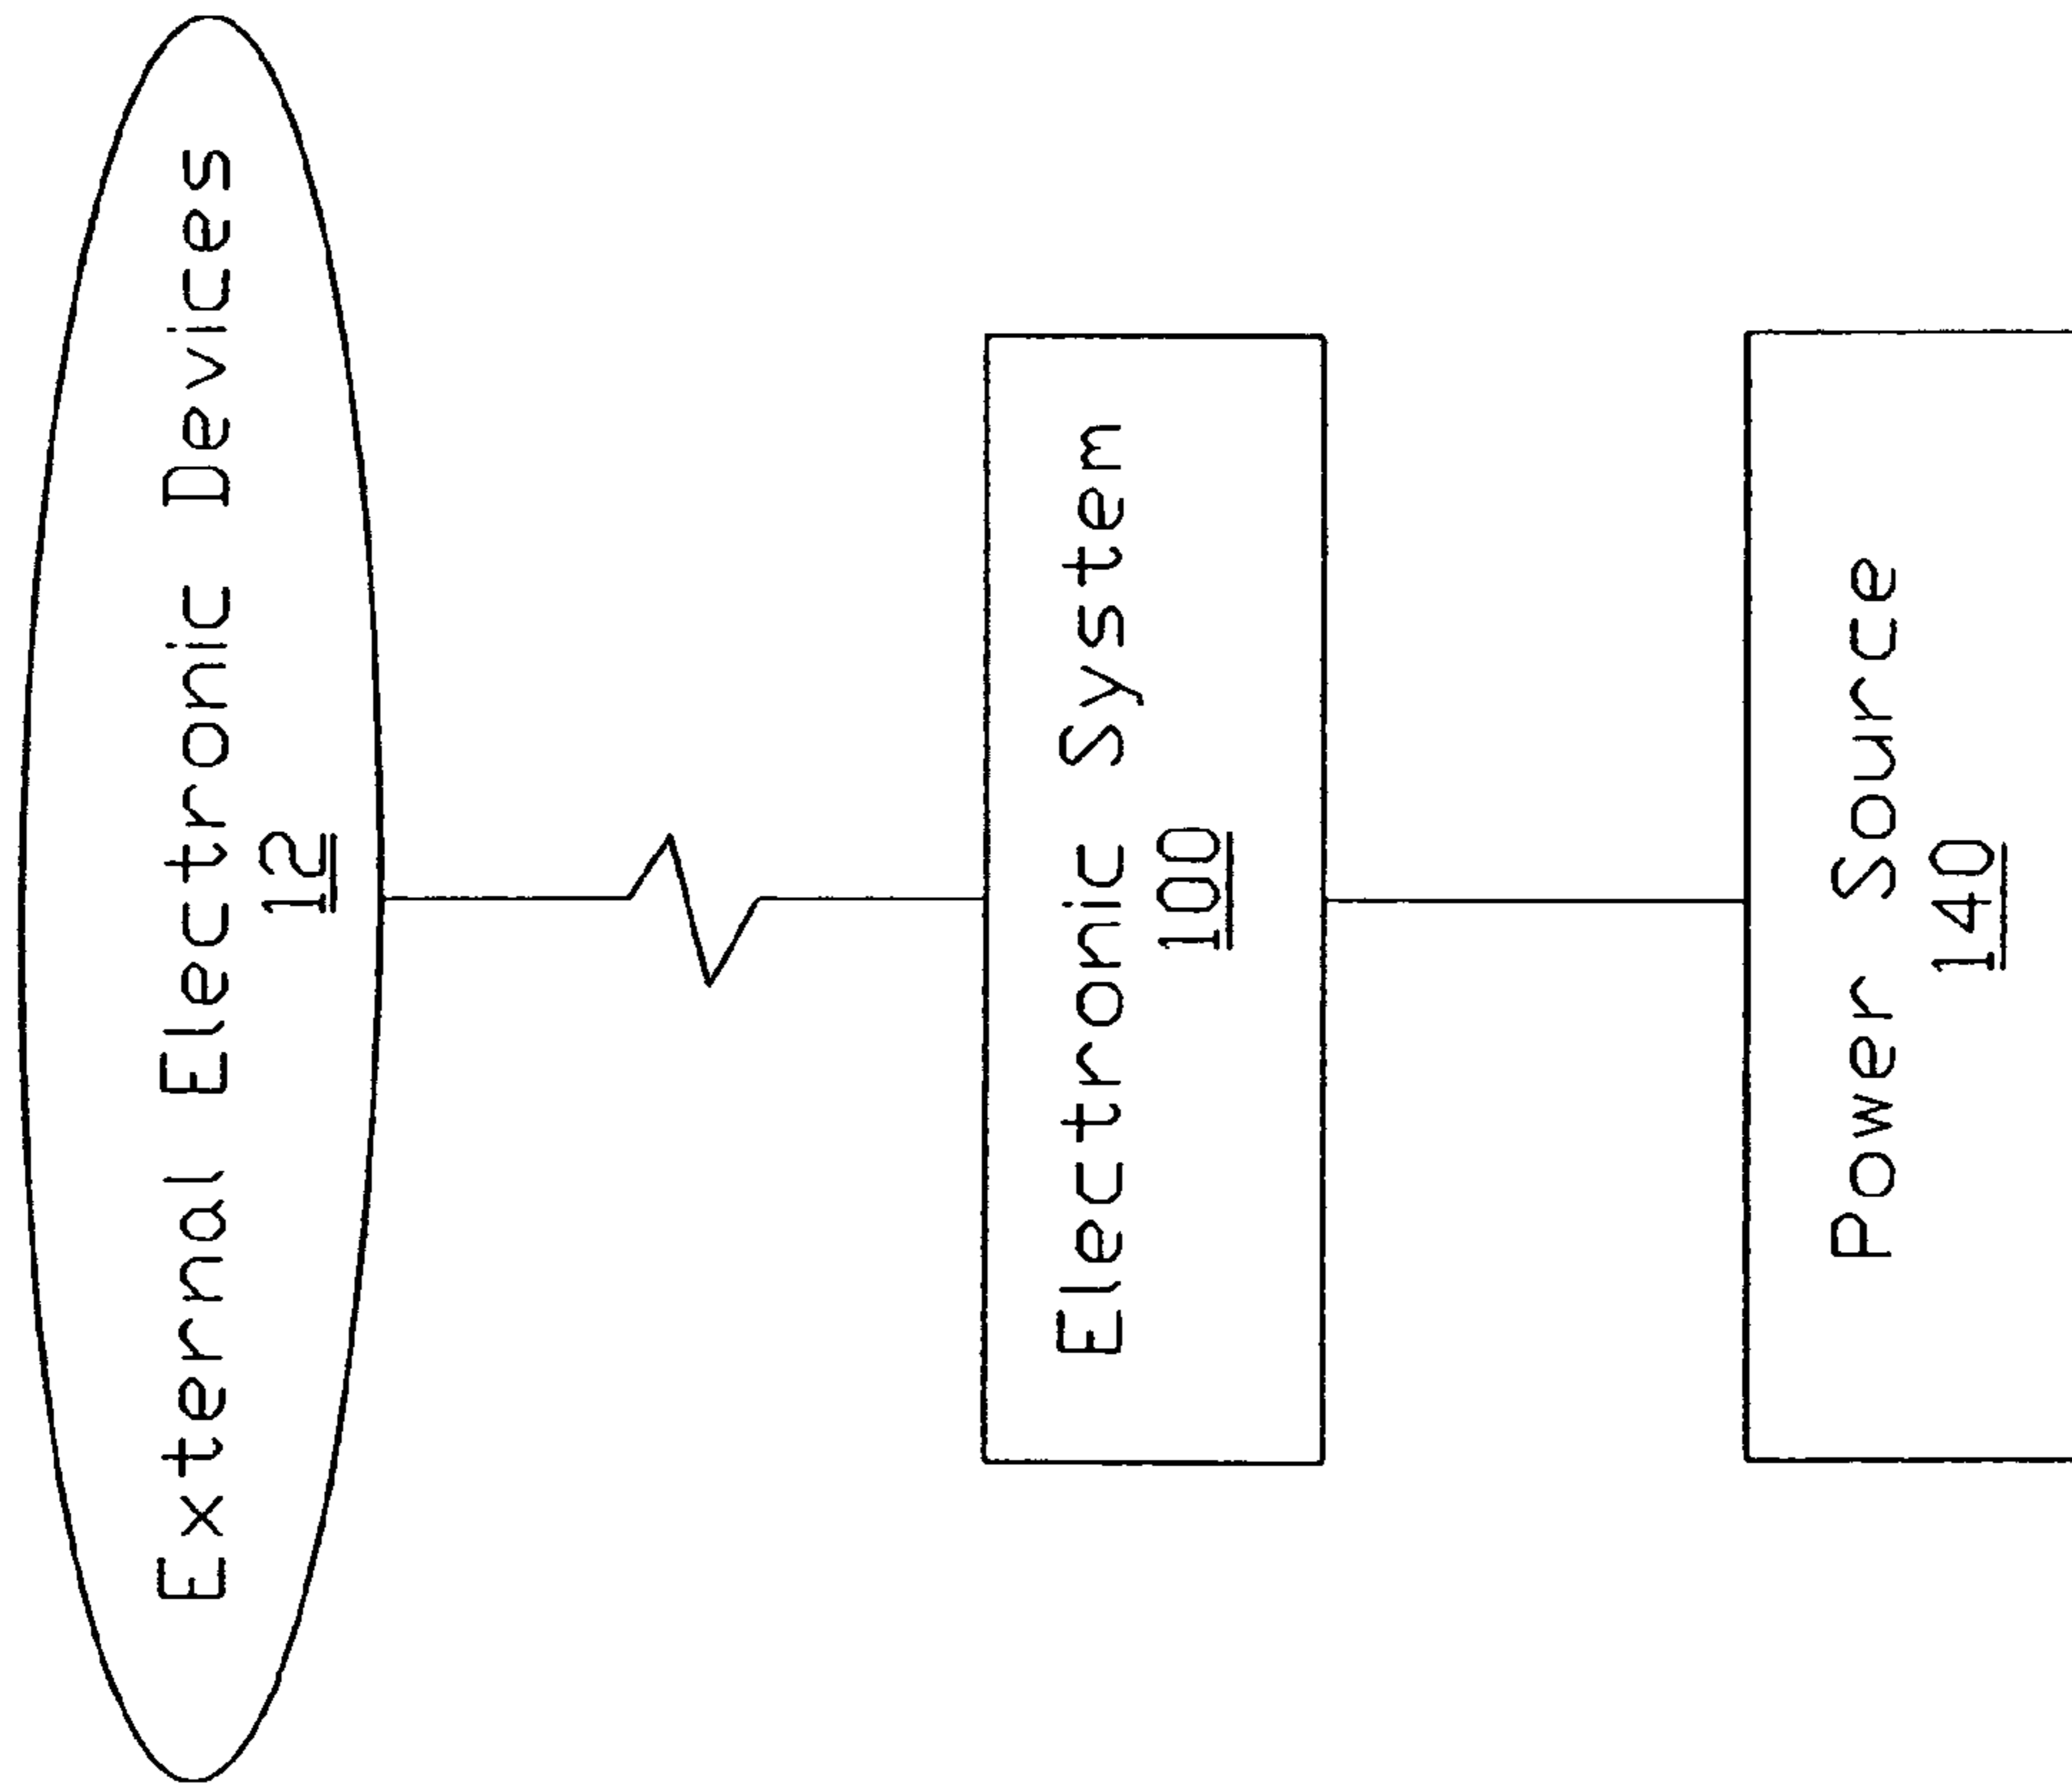 External Electronic Devices
12
Electronic System
100
Power Source
140